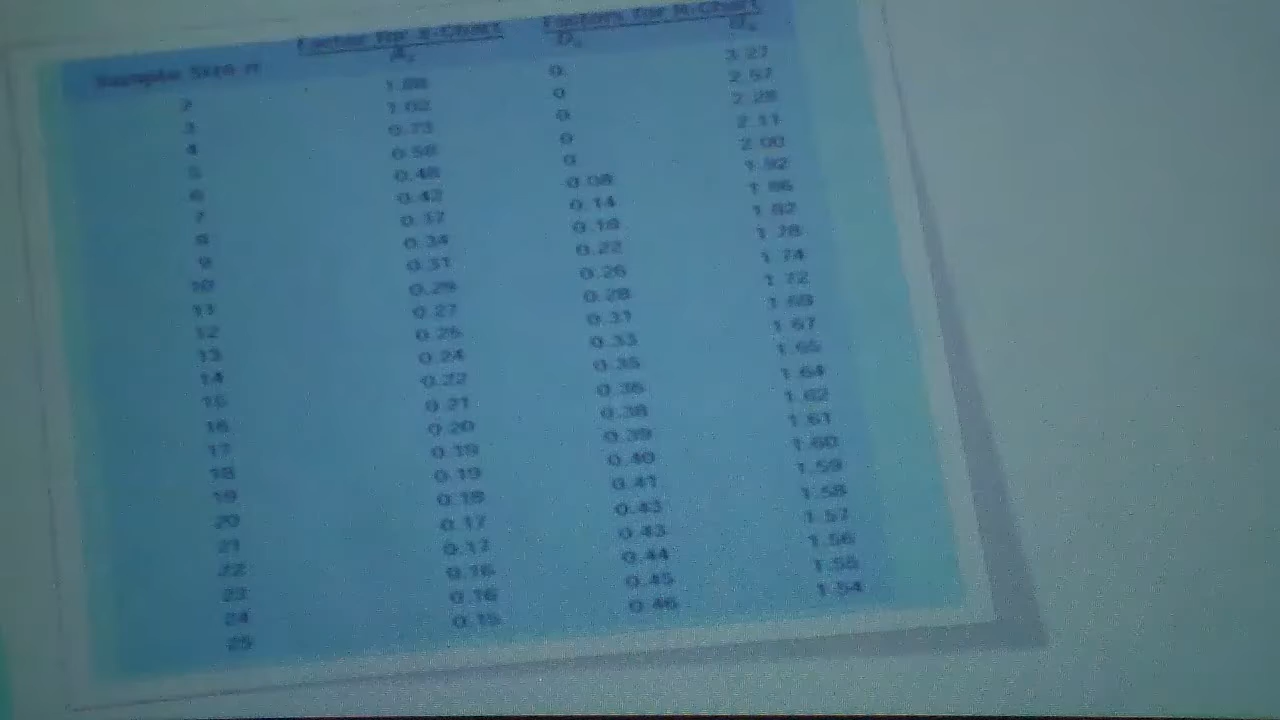 Factor for x-Chart Factors for R-Chart
Sample Size n A₂ D₃ D₄
2 1.88 0 3.27
3 1.02 0 2.57
4 0.73 0 2.28
5 0.58 0 2.11
6 0.48 0 2.00
7 0.42 0.08 1.92
8 0.37 0.14 1.86
9 0.34 0.18 1.82
10 0.31 0.22 1.78
11 0.29 0.26 1.74
12 0.27 0.28 1.72
13 0.25 0.31 1.69
14 0.24 0.33 1.67
15 0.22 0.35 1.65
16 0.21 0.36 1.64
17 0.20 0.38 1.62
18 0.19 0.39 1.61
19 0.19 0.40 1.60
20 0.18 0.41 1.59
21 0.17 0.43 1.58
22 0.17 0.43 1.57
23 0.16 0.44 1.56
24 0.16 0.45 1.55
25 0.15 0.46 1.54